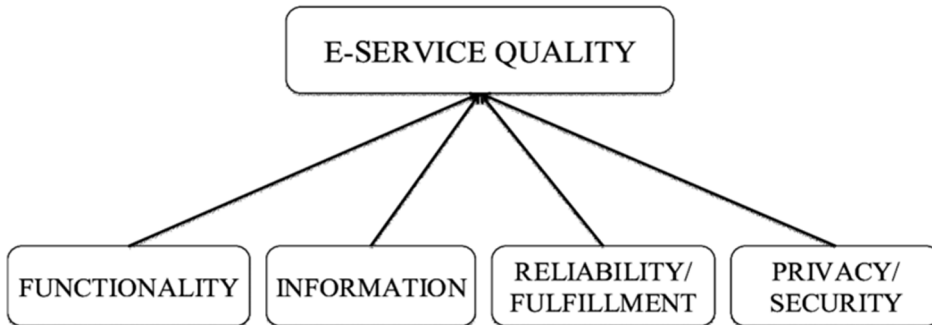 E-SERVICE QUALITY
FUNCTIONALITY
INFORMATION
RELIABILITY/
FULFILLMENT
PRIVACY/
SECURITY